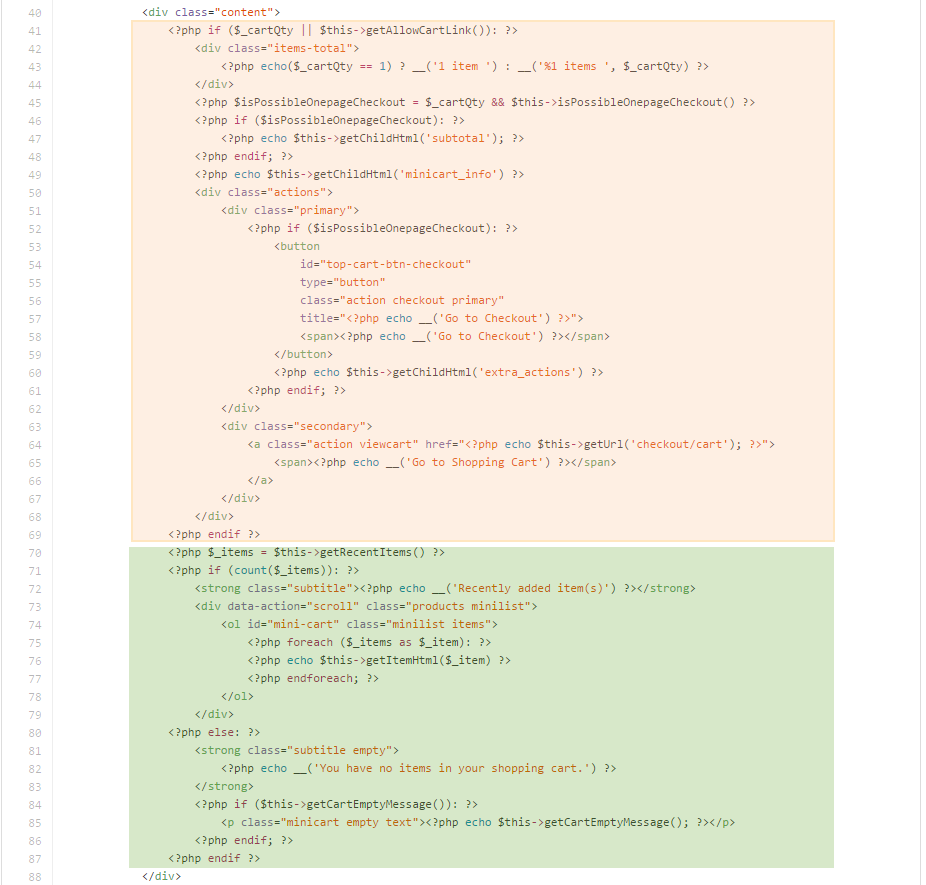 40 <div class="content">
41 <?php if ($_cartQty || $this->getAllowCartLink()): ?>
42 <div class="items-total">
43 <?php echo($_cartQty == 1) ? __('1 item ') : __('%1 items ', $_cartQty) ?>
44 </div>
45 <?php $isPossibleOnepageCheckout = $_cartQty && $this->isPossibleOnepageCheckout() ?>
46 <?php if ($isPossibleOnepageCheckout): ?>
47 <?php echo $this->getChildHtml('subtotal'); ?>
48 <?php endif; ?>
49 <?php echo $this->getChildHtml('minicart_info') ?>
50 <div class="actions">
51 <div class="primary">
52 <?php if ($isPossibleOnepageCheckout): ?>
53 <button
54 id="top-cart-btn-checkout"
55 type="button"
56 class="action checkout primary"
57 title="<?php echo __('Go to Checkout') ?>">
58 <span><?php echo __('Go to Checkout') ?></span>
59 </button>
60 <?php echo $this->getChildHtml('extra_actions') ?>
61 <?php endif; ?>
62 </div>
63 <div class="secondary">
64 <a class="action viewcart" href="<?php echo $this->getUrl('checkout/cart'); ?>">
65 <span><?php echo __('Go to Shopping Cart') ?></span>
66 </a>
67 </div>
68 </div>
69 <?php endif ?>
70 <?php $_items = $this->getRecentItems() ?>
71 <?php if (count($_items)): ?>
72 <strong class="subtitle"><?php echo __('Recently added item(s)') ?></strong>
73 <div data-action="scroll" class="products minilist">
74 <ol id="mini-cart" class="minilist items">
75 <?php foreach ($_items as $_item): ?>
76 <?php echo $this->getItemHtml($_item) ?>
77 <?php endforeach; ?>
78 </ol>
79 </div>
80 <?php else: ?>
81 <strong class="subtitle empty">
82 <?php echo __('You have no items in your shopping cart.') ?>
83 </strong>
84 <?php if ($this->getCartEmptyMessage()): ?>
85 <p class="minicart empty text"><?php echo $this->getCartEmptyMessage(); ?></p>
86 <?php endif; ?>
87 <?php endif ?>
88 </div>